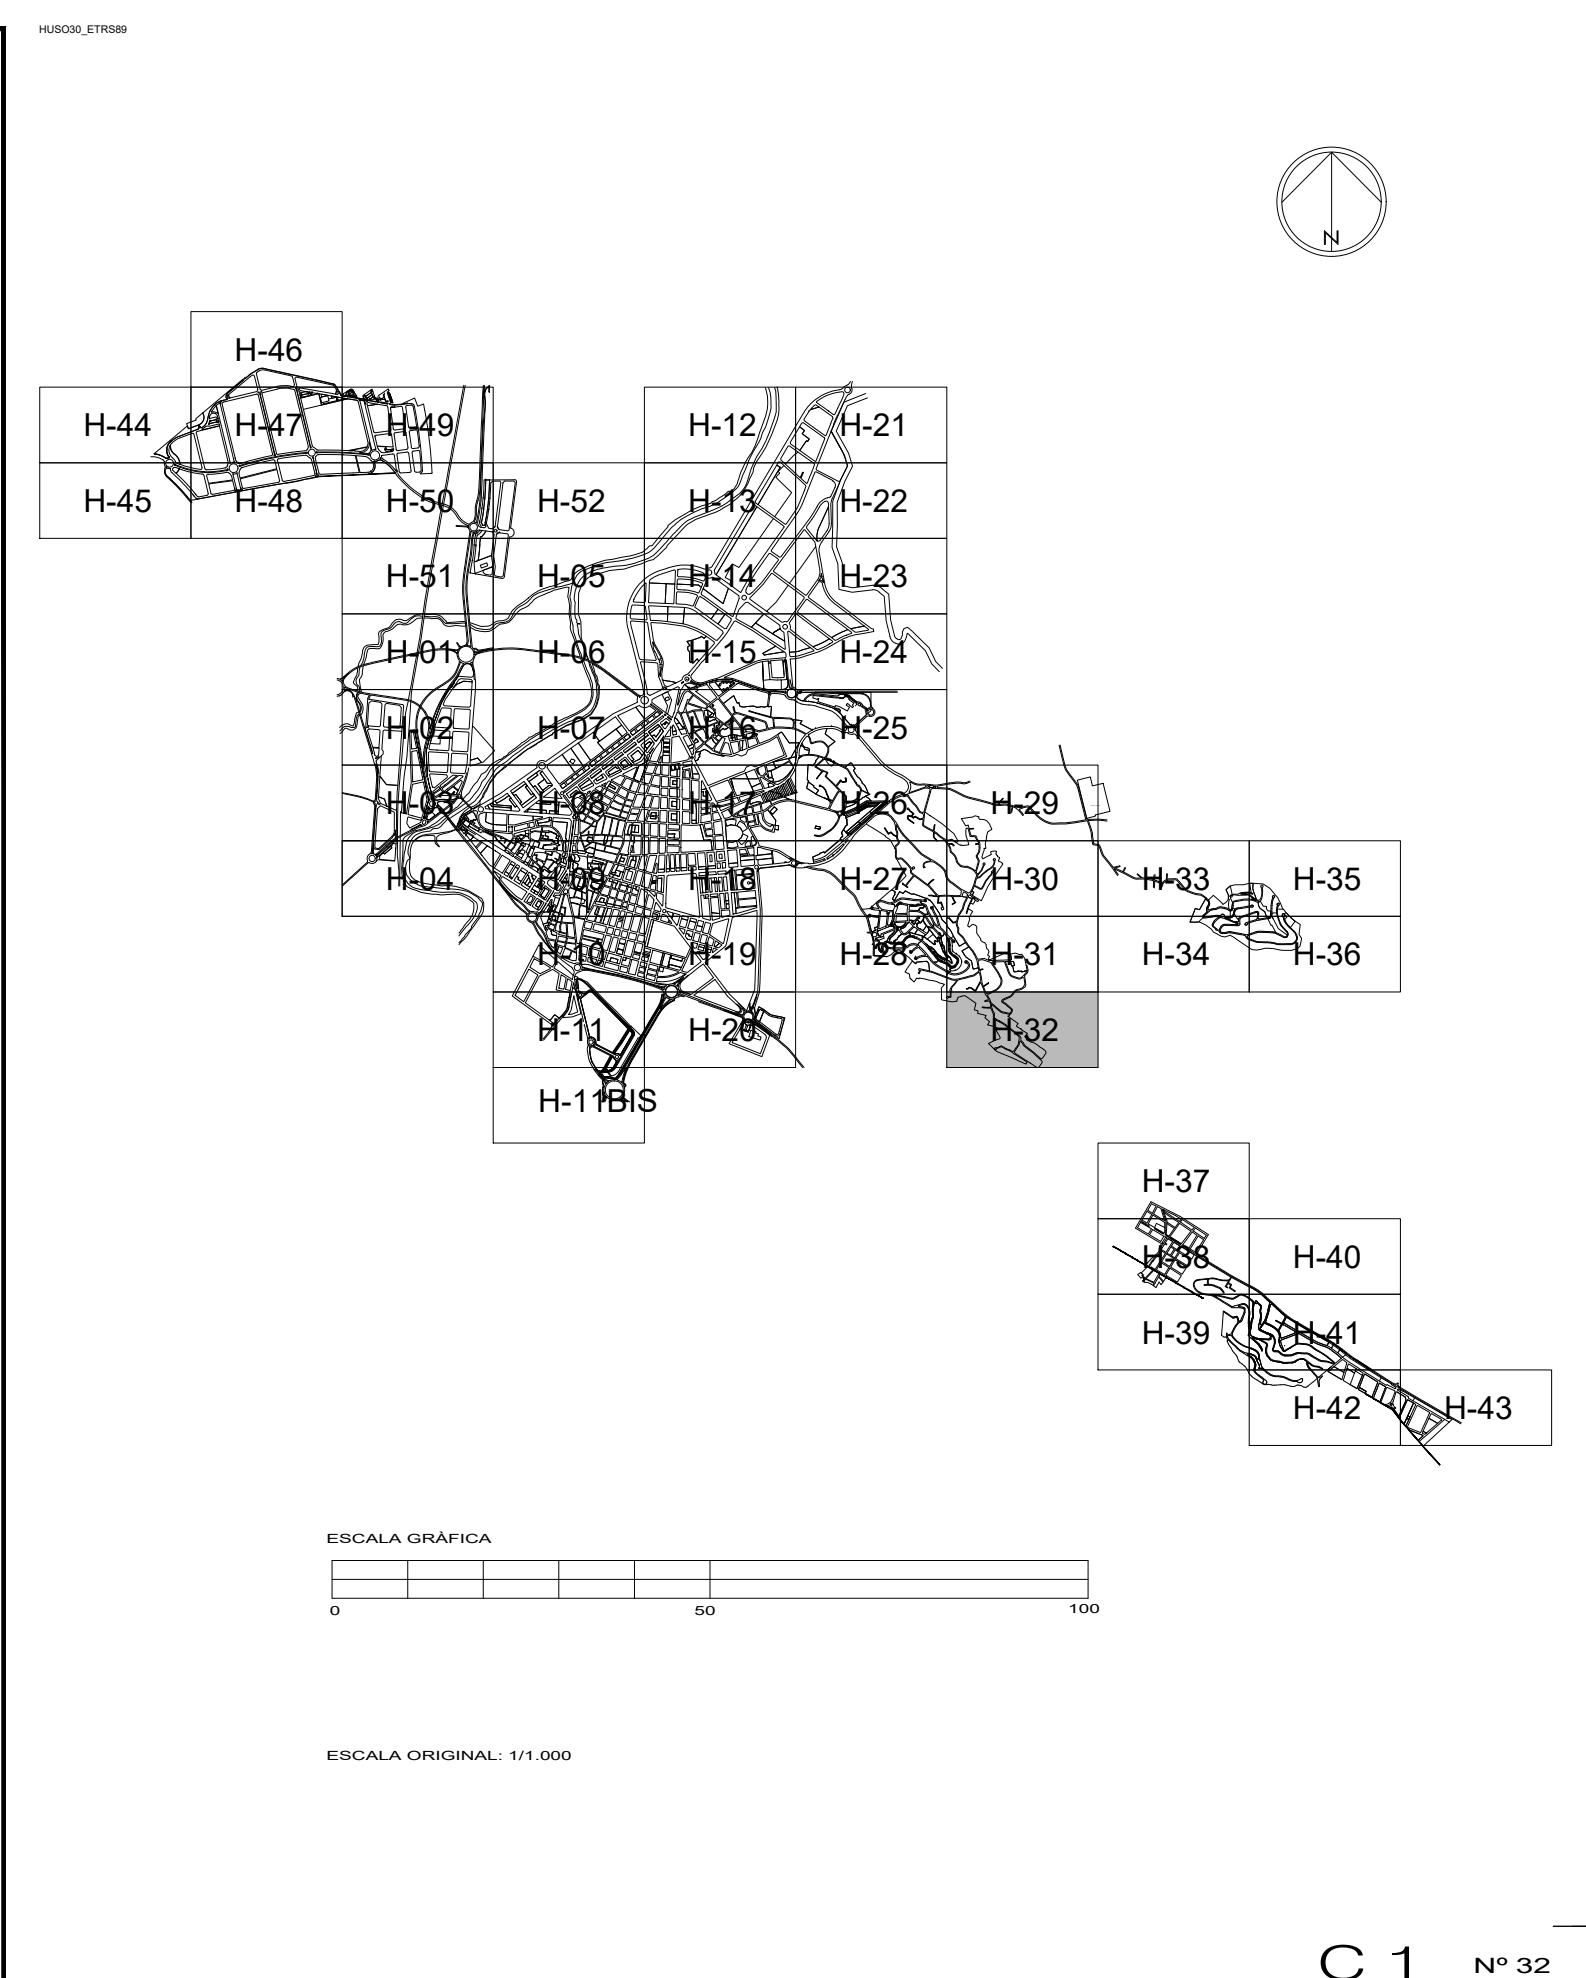 HUSO30_ETRS89
N
H-46
H-44 H-47 H-49 H-12 H-21
H-45 H-48 H-50 H-52 H-13 H-22
H-51 H-05 H-14 H-23
H-01 H-06 H-15 H-24
H-02 H-07 H-16 H-25
H-03 H-08 H-17 H-26 H-29
H-04 H-09 H-18 H-27 H-30 H-33 H-35
H-10 H-19 H-28 H-31 H-34 H-36
H-11 H-20 H-32
H-11BIS
H-37
H-38 H-40
H-39 H-41
H-42 H-43
ESCALA GRÀFICA
0 50 100
ESCALA ORIGINAL: 1/1.000
C 1 Nº 32